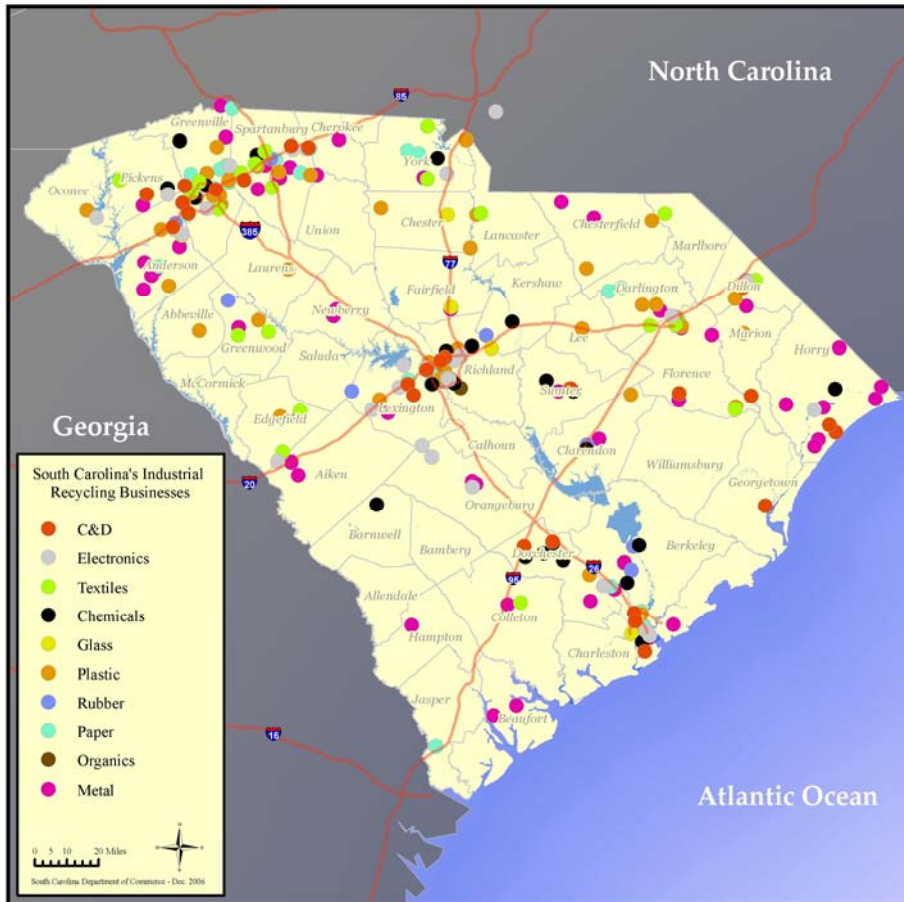 North Carolina
85
Greenville
Spartanburg
Cherokee
York
Pickens
Oconee
385
Union
Chester
Lancaster
Chesterfield
Marlboro
77
Anderson
Laurens
Fairfield
Kershaw
Darlington
Dillon
Newberry
Abbeville
Greenwood
Saluda
Richland
Lee
Marion
Horry
McCormick
Sumter
Florence
Edgefield
Lexington
Georgia
Calhoun
Clarendon
Aiken
20
Williamsburg
Georgetown
Orangeburg
Barnwell
Bamberg
Dorchester
Berkeley
26
95
Allendale
Colleton
Hampton
Charleston
Jasper
Beaufort
16
Atlantic Ocean
South Carolina's Industrial
Recycling Businesses
C&D
Electronics
Textiles
Chemicals
Glass
Plastic
Rubber
Paper
Organics
Metal
0 5 10 20 Miles
South Carolina Department of Commerce - Dec. 2006